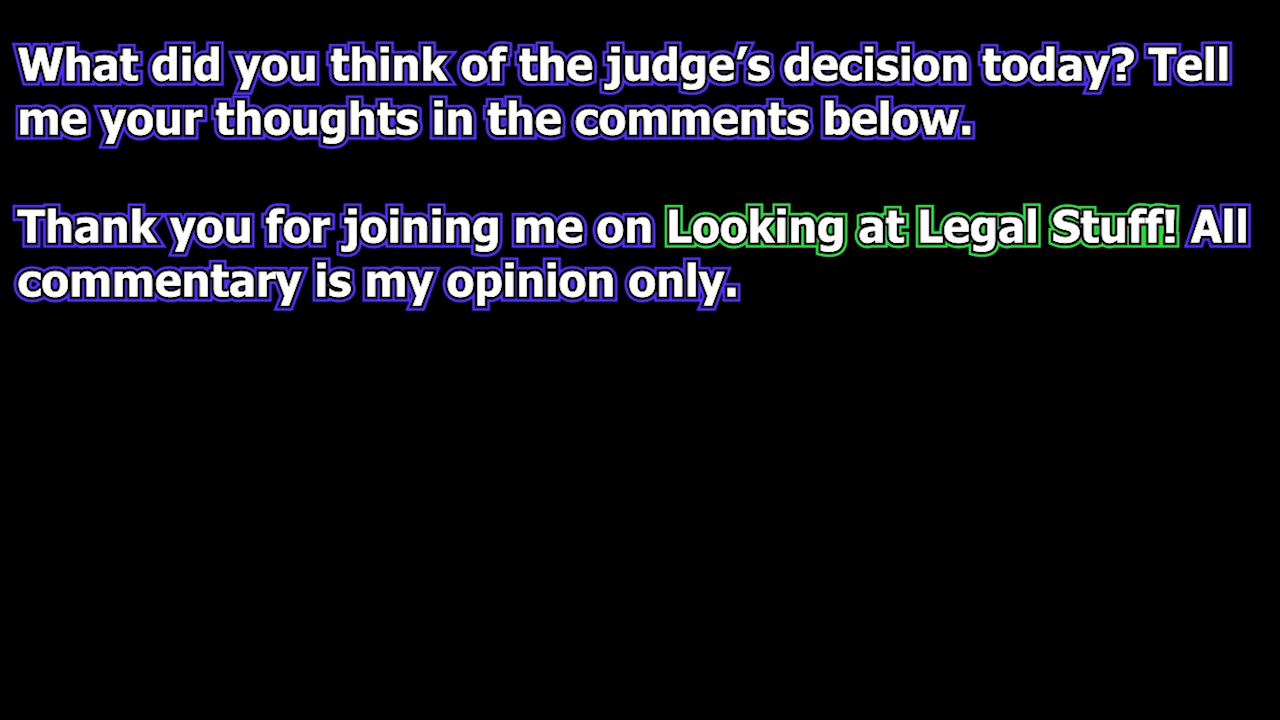 What did you think of the judge’s decision today? Tell
me your thoughts in the comments below.
Thank you for joining me on Looking at Legal Stuff! All
commentary is my opinion only.